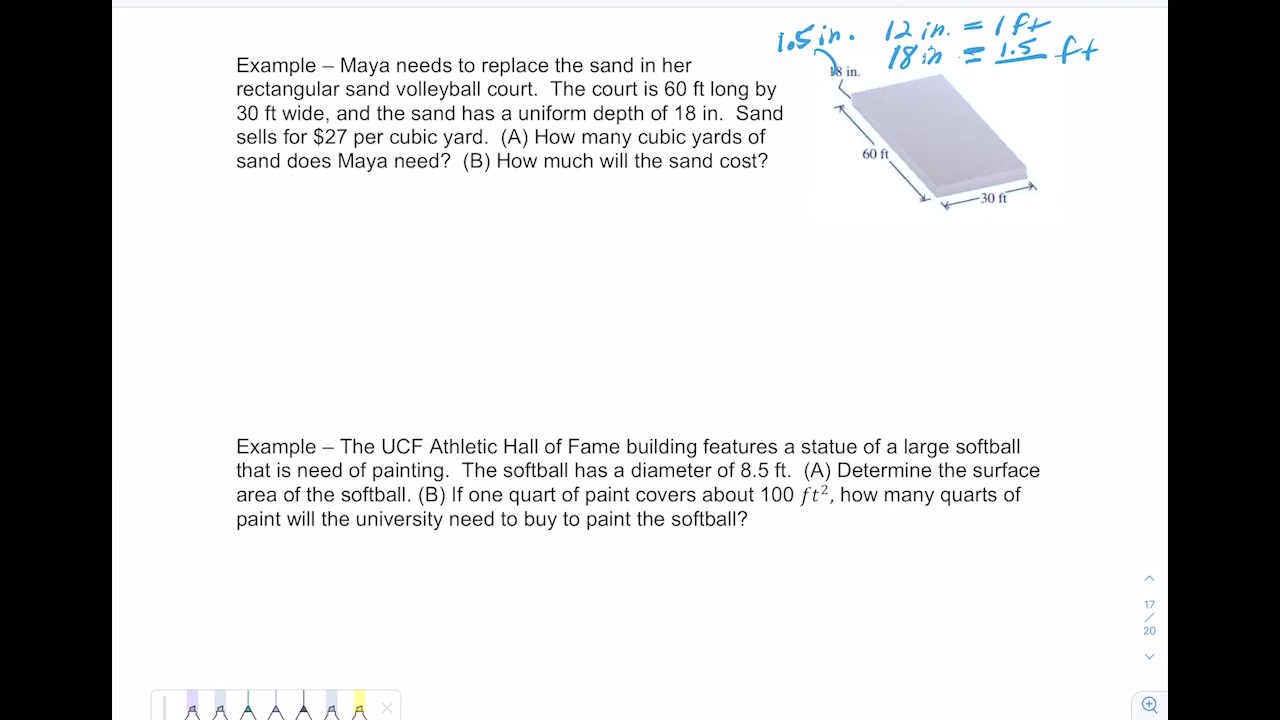 1.5 in. 12 in. = 1 ft
18 in = 1.5 ft
18 in.
Example – Maya needs to replace the sand in her
rectangular sand volleyball court. The court is 60 ft long by
30 ft wide, and the sand has a uniform depth of 18 in. Sand
sells for $27 per cubic yard. (A) How many cubic yards of
sand does Maya need? (B) How much will the sand cost?
60 ft
30 ft
Example – The UCF Athletic Hall of Fame building features a statue of a large softball
that is need of painting. The softball has a diameter of 8.5 ft. (A) Determine the surface
area of the softball. (B) If one quart of paint covers about 100 ft², how many quarts of
paint will the university need to buy to paint the softball?
17
/
20